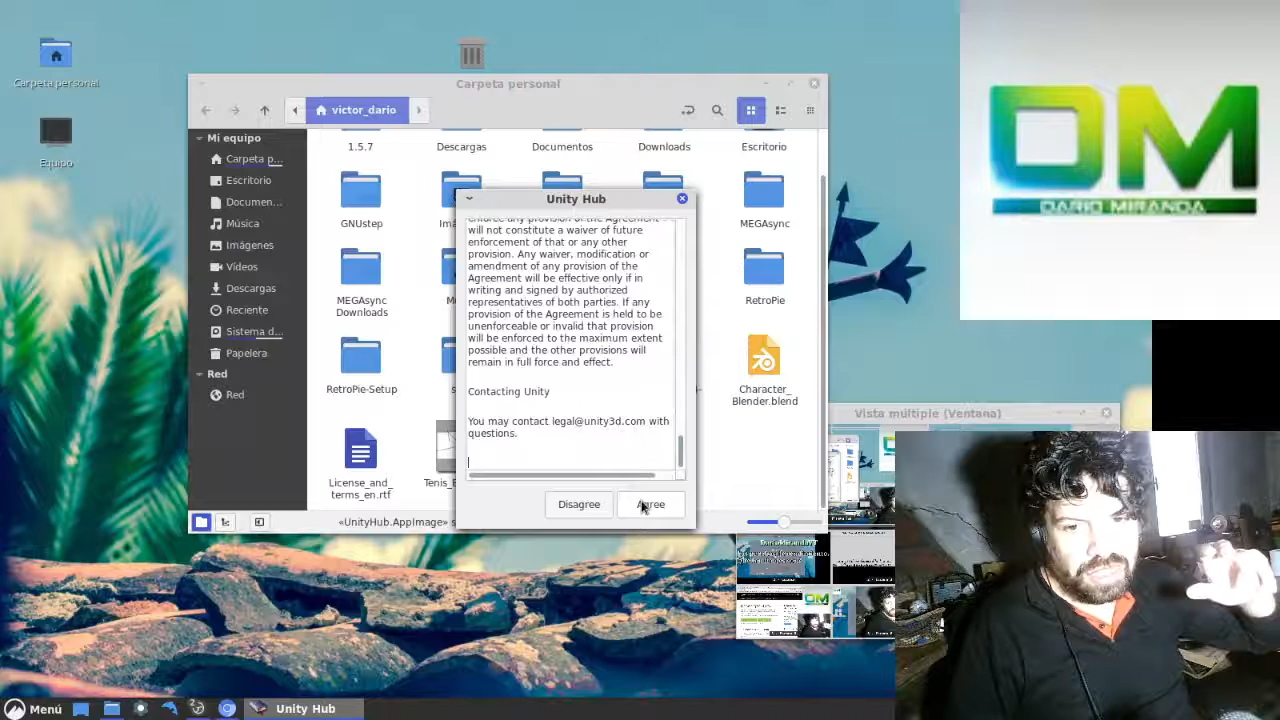 Carpeta personal
Equipo
Carpeta personal
victor_dario
Mi equipo
Carpeta p...
Escritorio
Documen...
Música
Imágenes
Vídeos
Descargas
Reciente
Sistema d...
Papelera
Red
Red
1.5.7
Descargas
Documentos
Downloads
Escritorio
GNUstep
MEGAsync
MEGAsync
Downloads
RetroPie
RetroPie-Setup
Character_
Blender.blend
License_and_
terms_en.rtf
«UnityHub.AppImage» s
Unity Hub
enforce any provision of the Agreement
will not constitute a waiver of future
enforcement of that or any other
provision. Any waiver, modification or
amendment of any provision of the
Agreement will be effective only if in
writing and signed by authorized
representatives of both parties. If any
provision of the Agreement is held to be
unenforceable or invalid that provision
will be enforced to the maximum extent
possible and the other provisions will
remain in full force and effect.
Contacting Unity
You may contact legal@unity3d.com with
questions.
Disagree
Agree
DM
DARIO MIRANDA
Vista múltiple (Ventana)
Menú
Unity Hub